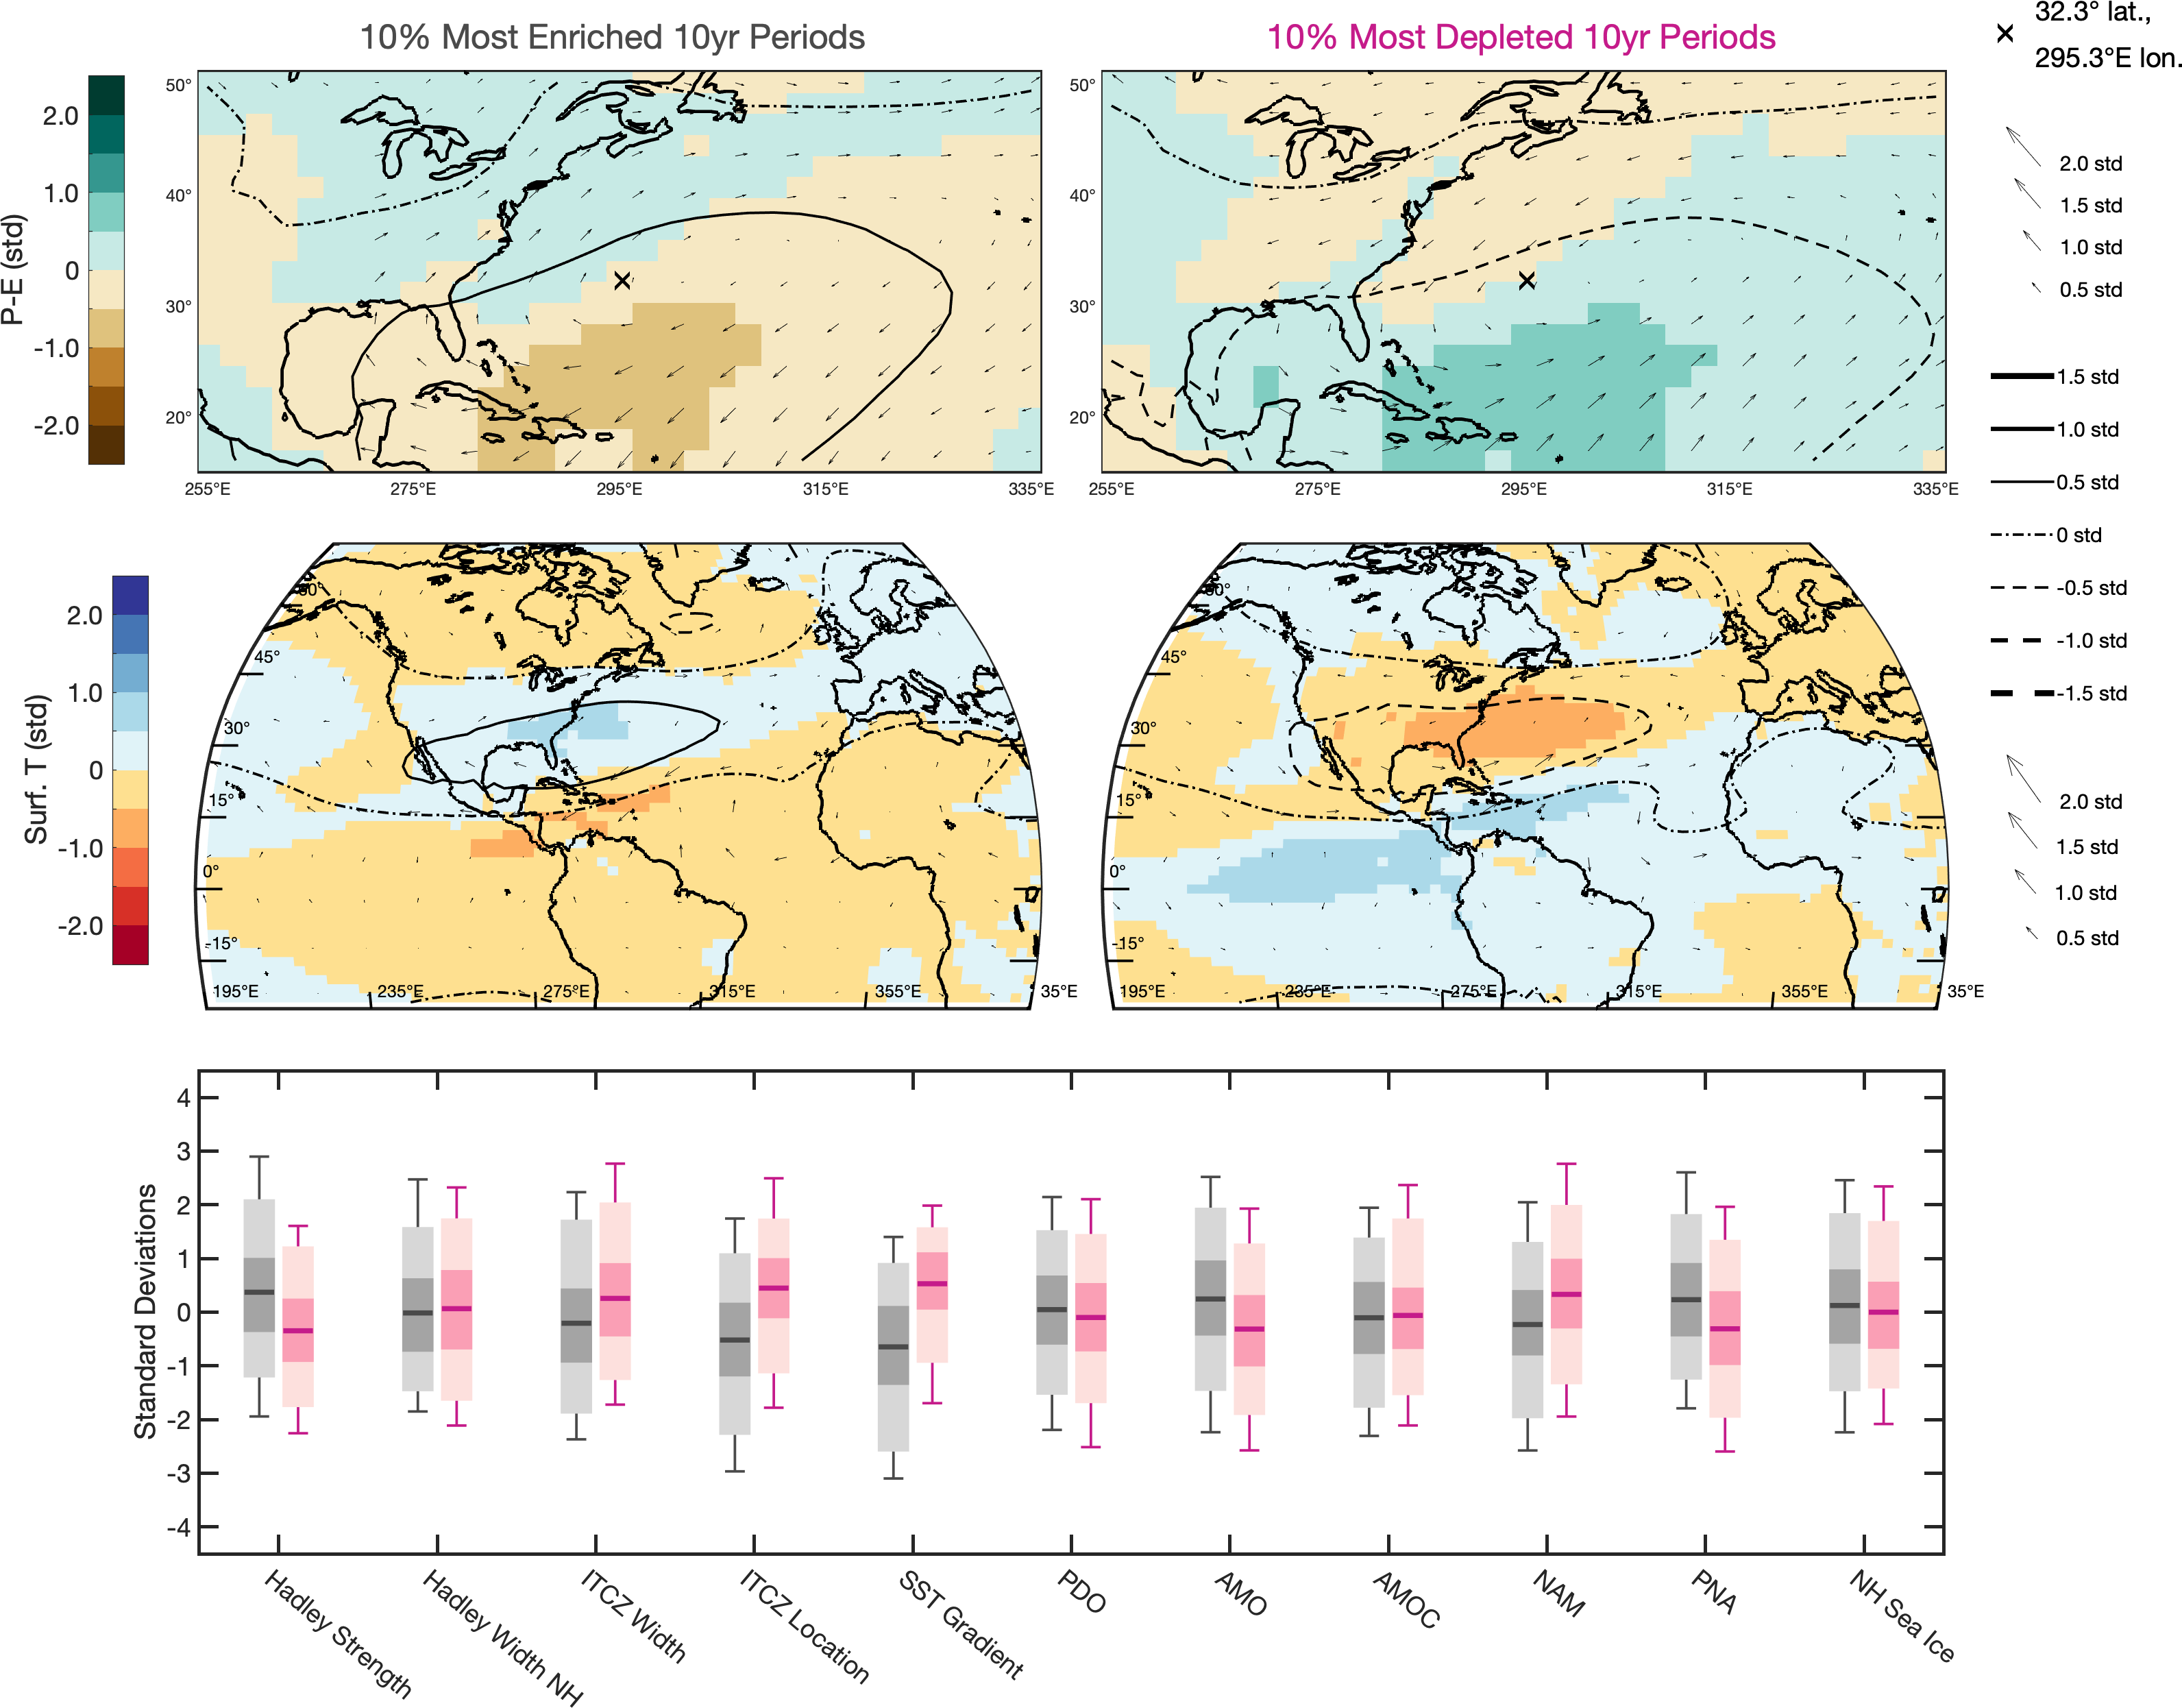 10% Most Enriched 10yr Periods
10% Most Depleted 10yr Periods
32.3° lat.,
295.3°E lon.
P-E (std)
2.0
1.0
0
-1.0
-2.0
50°
40°
30°
20°
255°E 275°E 295°E 315°E 335°E
50°
40°
30°
20°
255°E 275°E 295°E 315°E 335°E
2.0 std
1.5 std
1.0 std
0.5 std
1.5 std
1.0 std
0.5 std
0 std
-0.5 std
-1.0 std
-1.5 std
2.0 std
1.5 std
1.0 std
0.5 std
Surf. T (std)
2.0
1.0
0
-1.0
-2.0
45°
30°
15°
0°
-15°
195°E 235°E 275°E 315°E 355°E 35°E
45°
30°
15°
0°
-15°
195°E 235°E 275°E 315°E 355°E 35°E
Standard Deviations
4
3
2
1
0
-1
-2
-3
-4
Hadley Strength
Hadley Width NH
ITCZ Width
ITCZ Location
SST Gradient
PDO
AMO
AMOC
NAM
PNA
NH Sea Ice